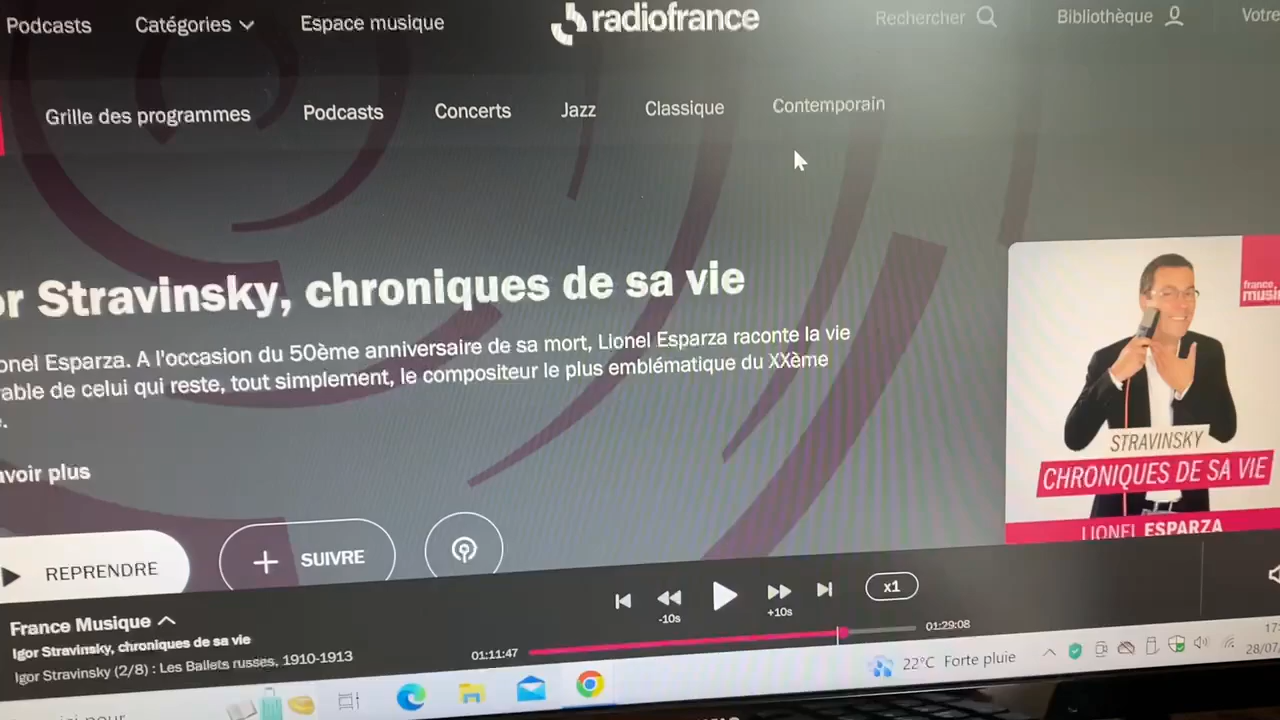 Podcasts
Catégories
Espace musique
radiofrance
Rechercher
Bibliothèque
Votre
Grille des programmes
Podcasts
Concerts
Jazz
Classique
Contemporain
or Stravinsky, chroniques de sa vie
onel Esparza. A l'occasion du 50ème anniversaire de sa mort, Lionel Esparza raconte la vie
able de celui qui reste, tout simplement, le compositeur le plus emblématique du XXème
avoir plus
REPRENDRE
+ SUIVRE
france
musi
STRAVINSKY
CHRONIQUES DE SA VIE
LIONEL ESPARZA
-10s
+10s
x1
France Musique
Igor Stravinsky, chroniques de sa vie
Igor Stravinsky (2/8) : Les Ballets russes, 1910-1913
01:11:47
01:29:08
22°C Forte pluie
17:
28/07